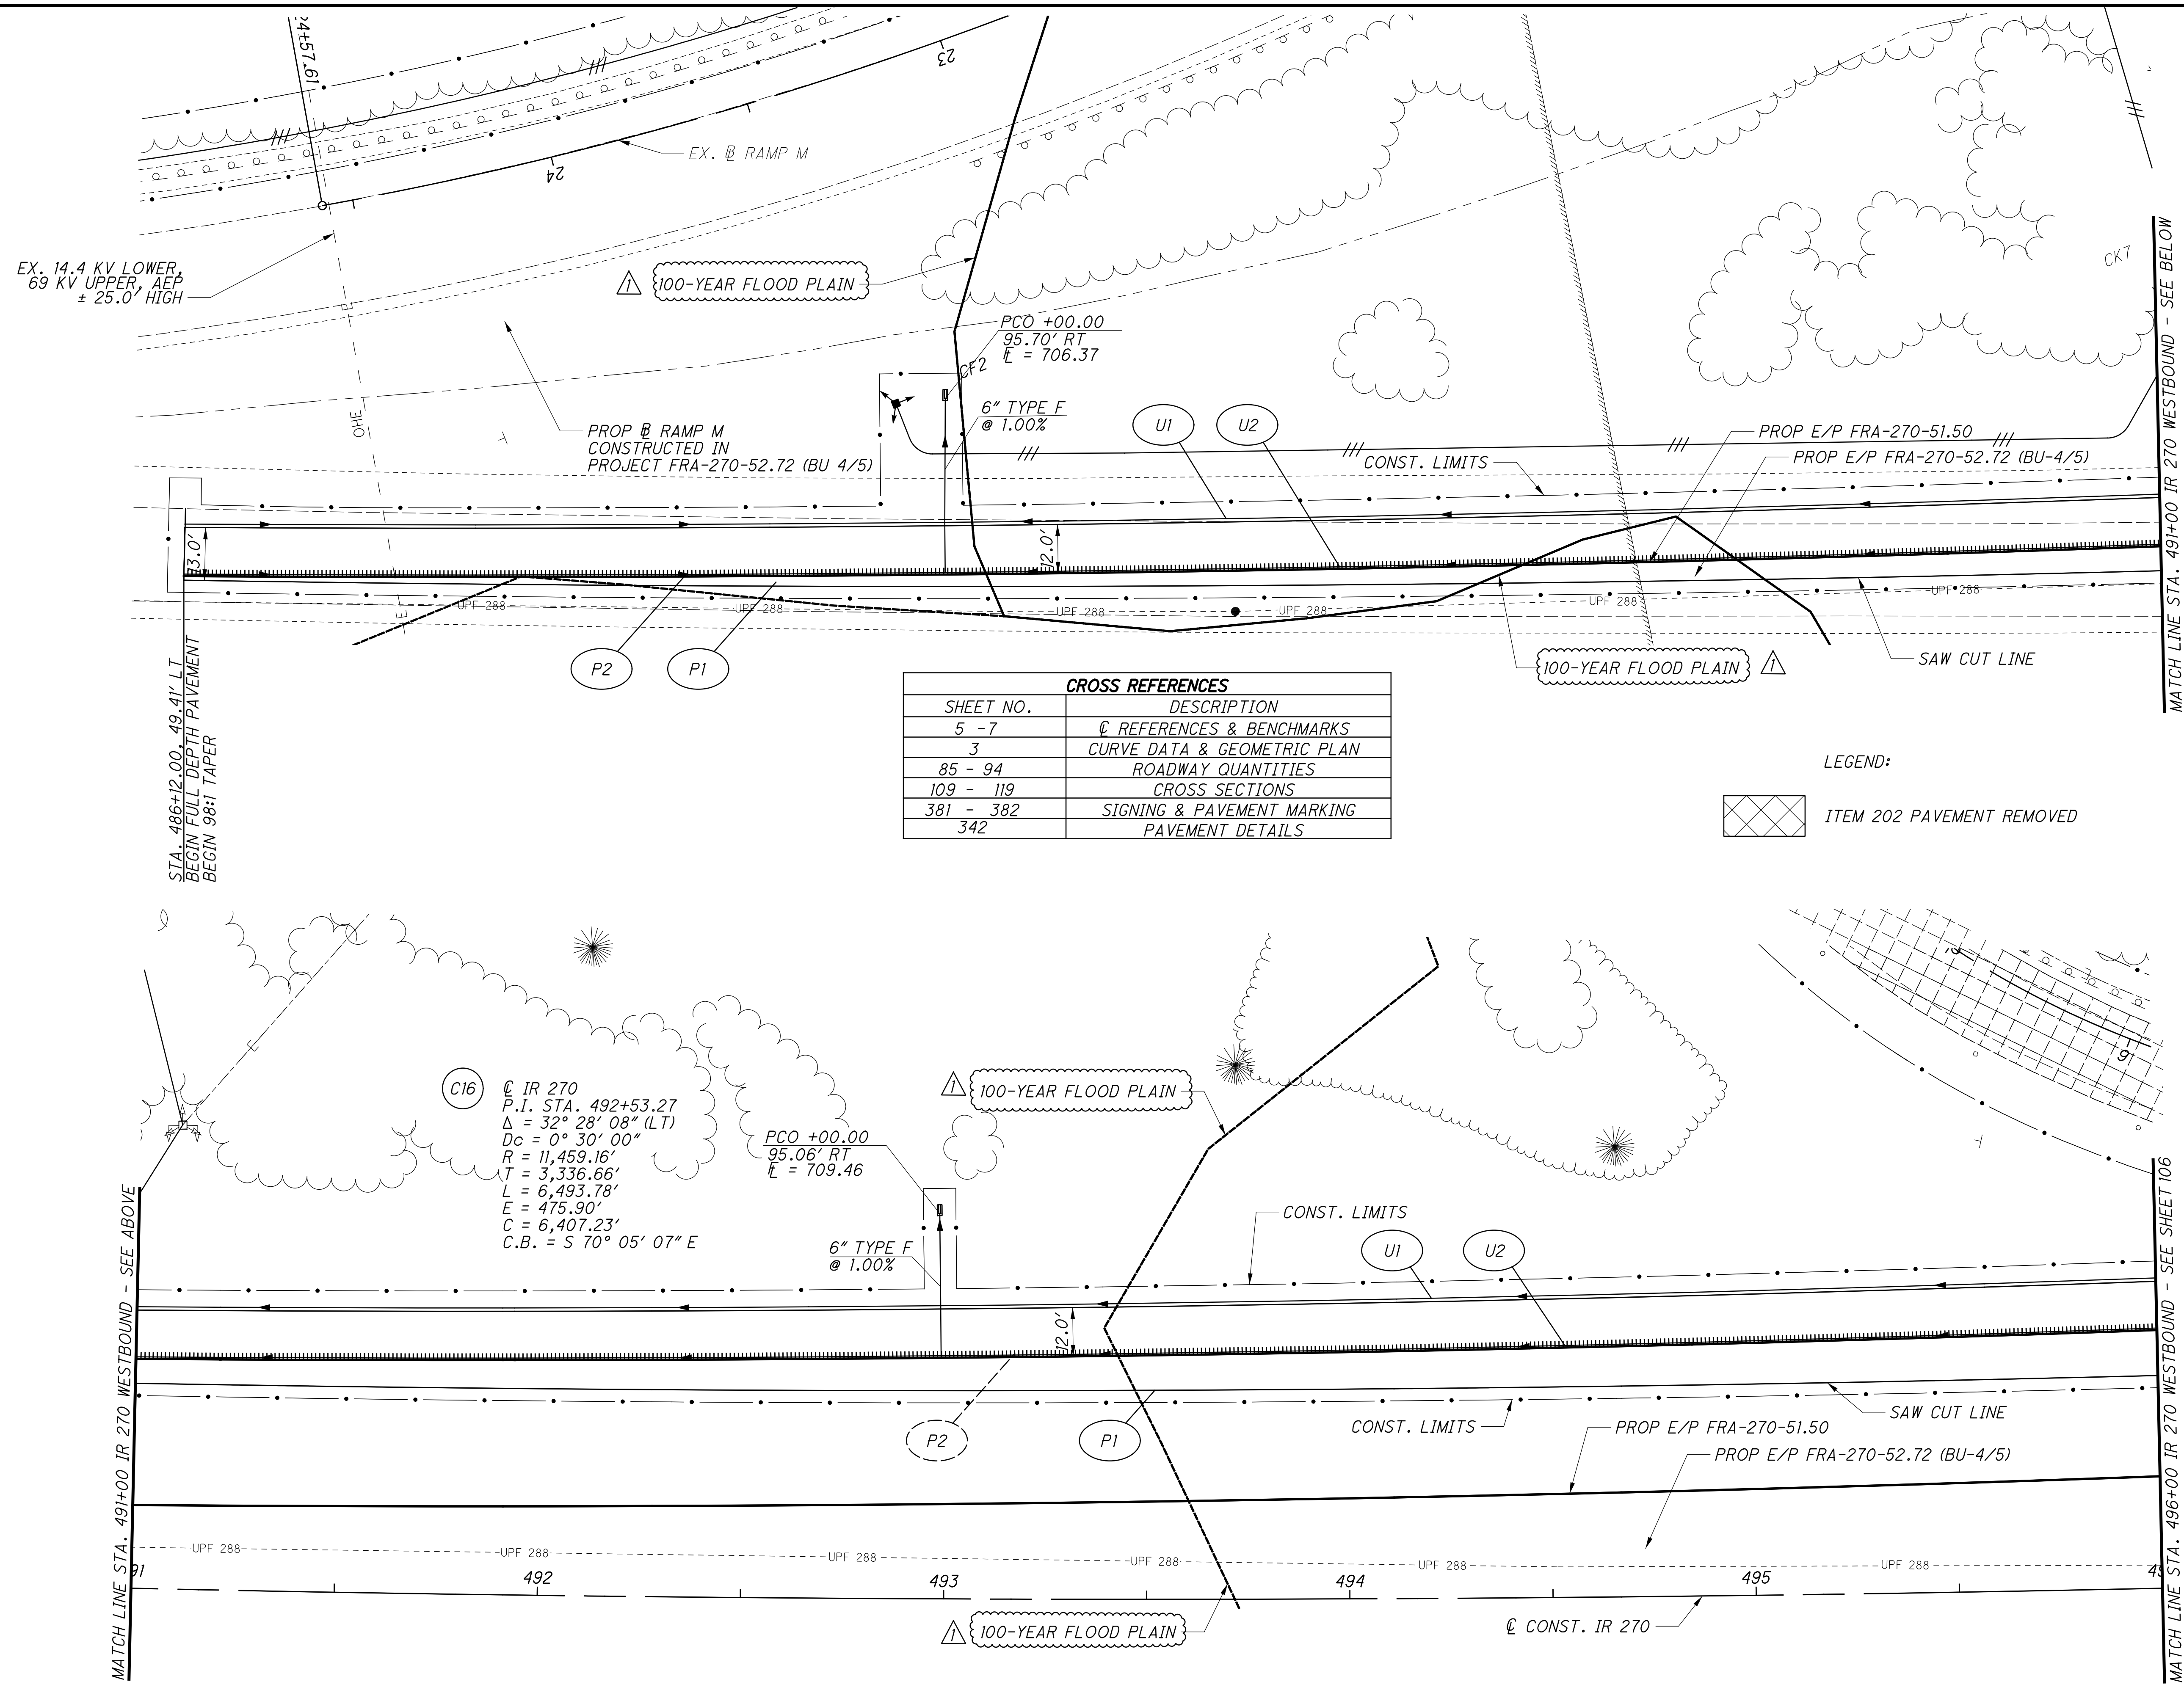 24+57.61
23
24
EX. ⅊ RAMP M
EX. 14.4 KV LOWER,
69 KV UPPER, AEP
± 25.0' HIGH
1
100-YEAR FLOOD PLAIN
PCO +00.00
95.70' RT
℄ = 706.37
CF2
CK7
OHE
E
E
6" TYPE F
@ 1.00%
U1
U2
PROP ⅊ RAMP M
CONSTRUCTED IN
PROJECT FRA-270-52.72 (BU 4/5)
CONST. LIMITS
PROP E/P FRA-270-51.50
PROP E/P FRA-270-52.72 (BU-4/5)
13.0'
12.0'
UPF 288
UPF 288
UPF 288
UPF 288
UPF 288
UPF 288
P2
P1
100-YEAR FLOOD PLAIN
1
SAW CUT LINE
MATCH LINE STA. 491+00 IR 270 WESTBOUND - SEE BELOW
STA. 486+12.00, 49.41' LT
BEGIN FULL DEPTH PAVEMENT
BEGIN 98:1 TAPER
CROSS REFERENCES
SHEET NO. DESCRIPTION
5 -7 ℄ REFERENCES & BENCHMARKS
3 CURVE DATA & GEOMETRIC PLAN
85 - 94 ROADWAY QUANTITIES
109 - 119 CROSS SECTIONS
381 - 382 SIGNING & PAVEMENT MARKING
342 PAVEMENT DETAILS
LEGEND:
ITEM 202 PAVEMENT REMOVED
E
C16
℄ IR 270
P.I. STA. 492+53.27
Δ = 32° 28' 08" (LT)
Dc = 0° 30' 00"
R = 11,459.16'
T = 3,336.66'
L = 6,493.78'
E = 475.90'
C = 6,407.23'
C.B. = S 70° 05' 07" E
PCO +00.00
95.06' RT
℄ = 709.46
6" TYPE F
@ 1.00%
1
100-YEAR FLOOD PLAIN
9
CONST. LIMITS
U1
U2
12.0'
P2
P1
CONST. LIMITS
SAW CUT LINE
PROP E/P FRA-270-51.50
PROP E/P FRA-270-52.72 (BU-4/5)
UPF 288
UPF 288
UPF 288
UPF 288
UPF 288
UPF 288
91
492
493
494
495
1
100-YEAR FLOOD PLAIN
℄ CONST. IR 270
MATCH LINE STA. 491+00 IR 270 WESTBOUND - SEE ABOVE
MATCH LINE STA. 496+00 IR 270 WESTBOUND - SEE SHEET 106